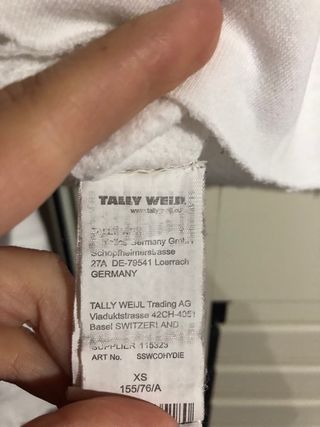 TALLY WEIJL
Germany GmbH
Schopfheimerstrasse
27A DE-79541 Loerrach
GERMANY
TALLY WEIJL Trading AG
Viaduktstrasse 42CH-4051
Basel SWITZERLAND
SUPPLIER 115323
ART No. SSWCOHYDIE
XS
155/76/A